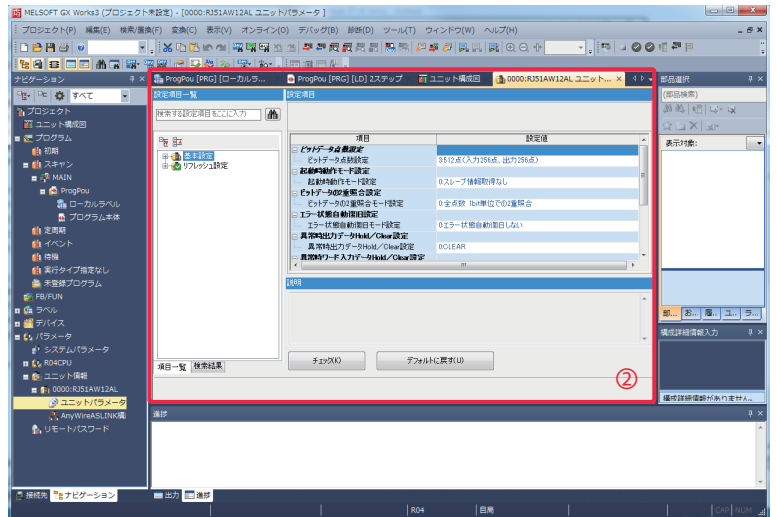 MELSOFT GX Works3 (プロジェクト未設定) - [0000:RJ51AW12AL ユニットパラメータ ]
プロジェクト(P) 編集(E) 検索/置換(F) 変換(C) 表示(V) オンライン(O) デバッグ(B) 診断(D) ツール(T) ウィンドウ(W) ヘルプ(H)
ナビゲーション
ProgPou [PRG] [ローカルラ...
ProgPou [PRG] [LD] 2ステップ
ユニット構成図
0000:RJ51AW12AL ユニット...
部品選択
すべて
設定項目一覧
設定項目
(部品検索)
検索する設定項目をここに入力
表示対象:
プロジェクト
ユニット構成図
プログラム
初期
スキャン
MAIN
ProgPou
ローカルラベル
プログラム本体
定周期
イベント
待機
実行タイプ指定なし
未登録プログラム
FB/FUN
ラベル
デバイス
パラメータ
システムパラメータ
R04CPU
ユニット情報
0000:RJ51AW12AL
ユニットパラメータ
AnyWireASLINK構
リモートパスワード
基本設定
リフレッシュ設定
項目 設定値
ビットデータ点数設定
ビットデータ点数設定 3:512点(入力256点、出力256点)
起動時動作モード設定
起動時動作モード設定 0:スレーブ情報取得なし
ビットデータの2重照合設定
ビットデータの2重照合モード設定 0:全点数 1bit単位での2重照合
エラー状態自動復旧設定
エラー状態自動復旧モード設定 0:エラー状態自動復旧しない
異常時出力データHold/Clear設定
異常時出力データHold/Clear設定 0:CLEAR
異常時ワード入力データHold/Clear設定
説明
項目一覧 検索結果
チェック(K)
デフォルトに戻す(U)
②
部... お... 履... ユ... ラ...
構成詳細情報入力
構成詳細情報がありません。
進捗
接続先 ナビゲーション
出力 進捗
R04 自局 CAP NUM